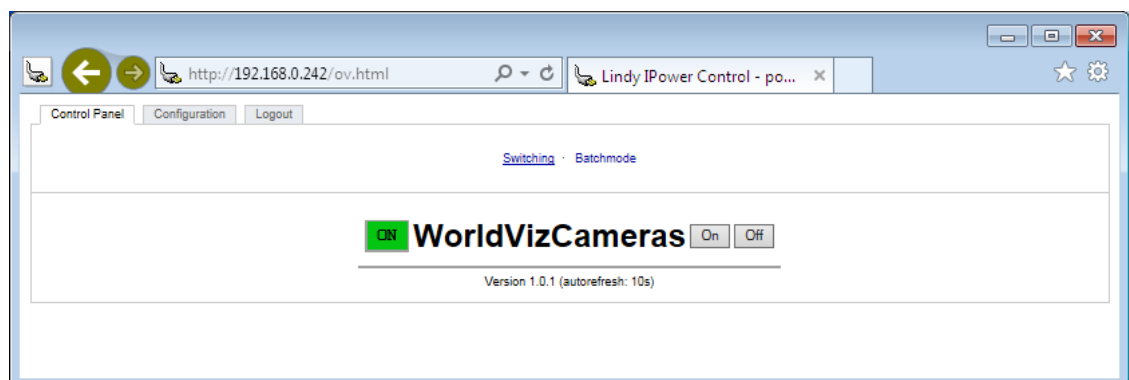 http://192.168.0.242/ov.html Lindy IPower Control - po...
Control Panel Configuration Logout
Switching · Batchmode
ON WorldVizCameras On Off
Version 1.0.1 (autorefresh: 10s)